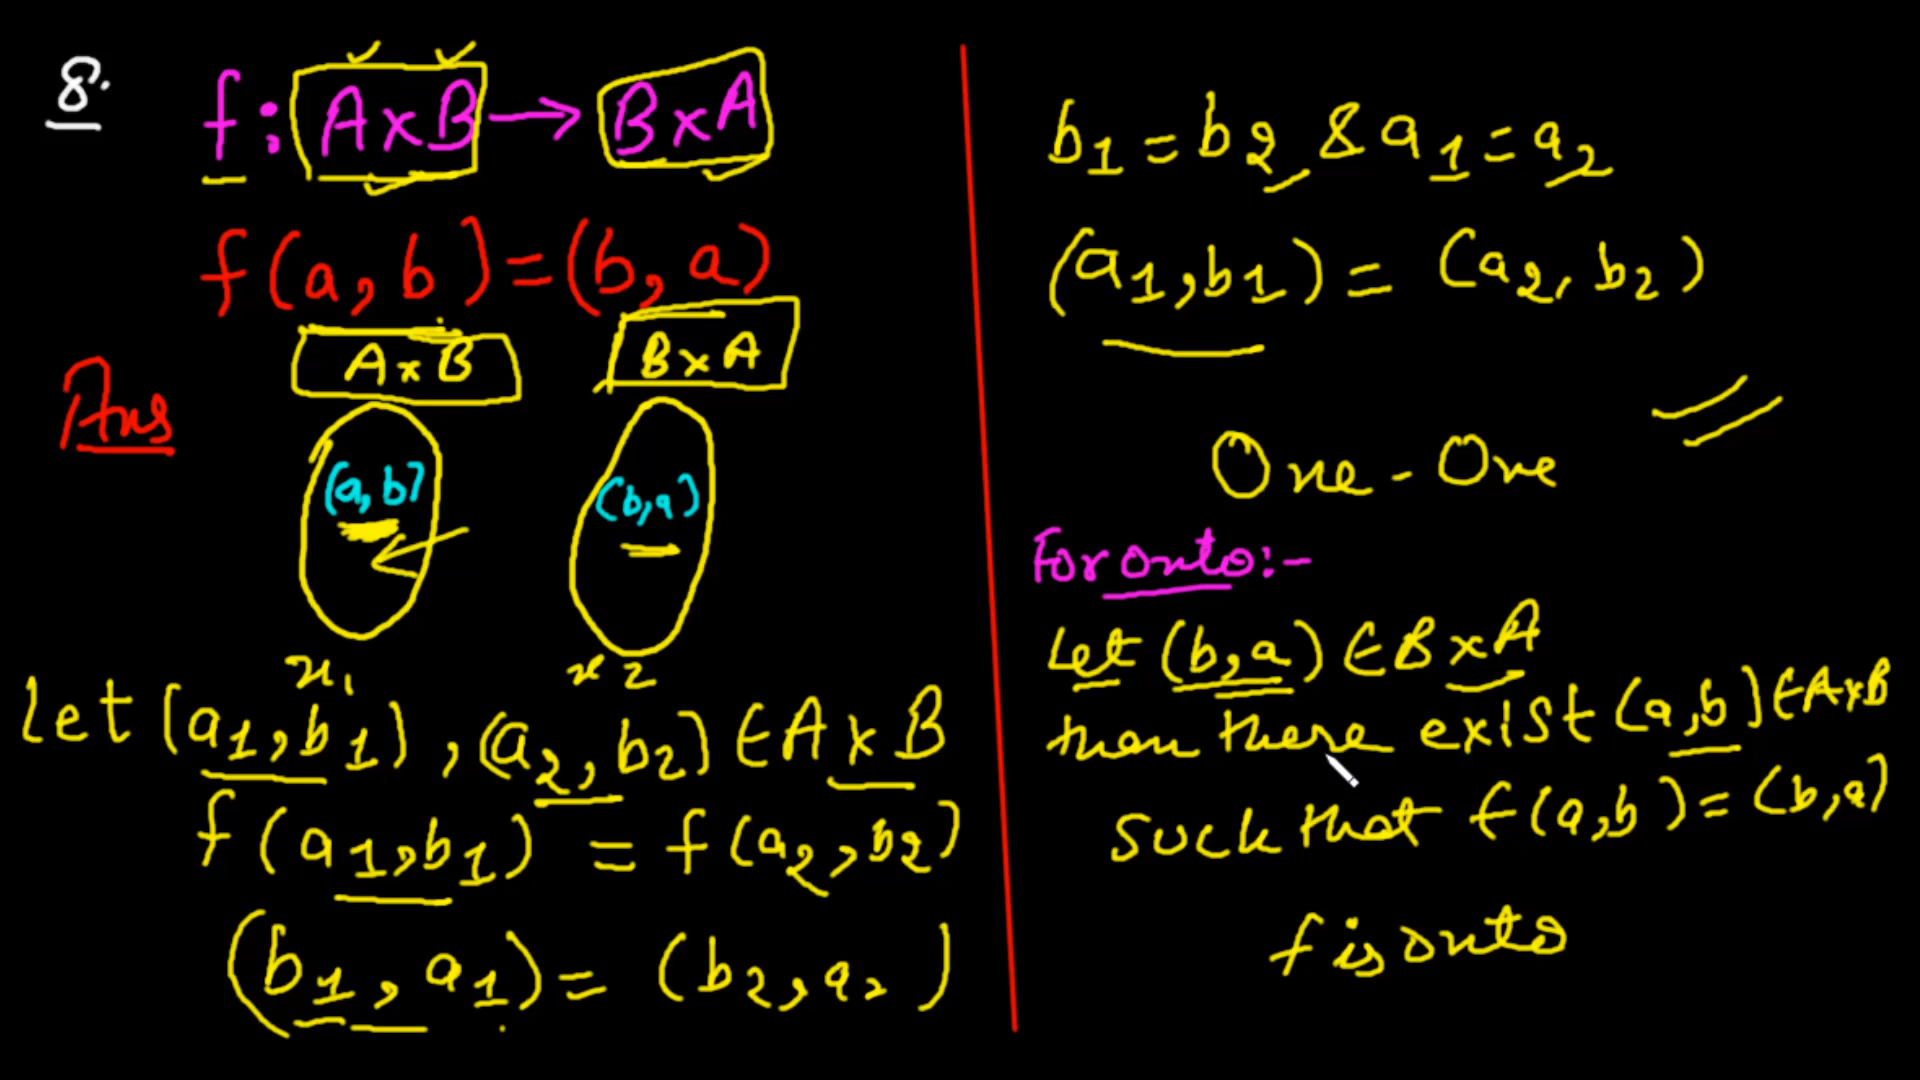 8.
f : A×B → B×A
f(a, b) = (b, a)
Ans
A×B
B×A
(a, b)
(b, a)
x1
x2
Let (a1, b1), (a2, b2) ∈ A×B
f(a1, b1) = f(a2, b2)
(b1, a1) = (b2, a2)
b1 = b2 & a1 = a2
(a1, b1) = (a2, b2)
One-One
For onto:-
Let (b, a) ∈ B×A
then there exist (a, b) ∈ A×B
such that f(a, b) = (b, a)
f is onto